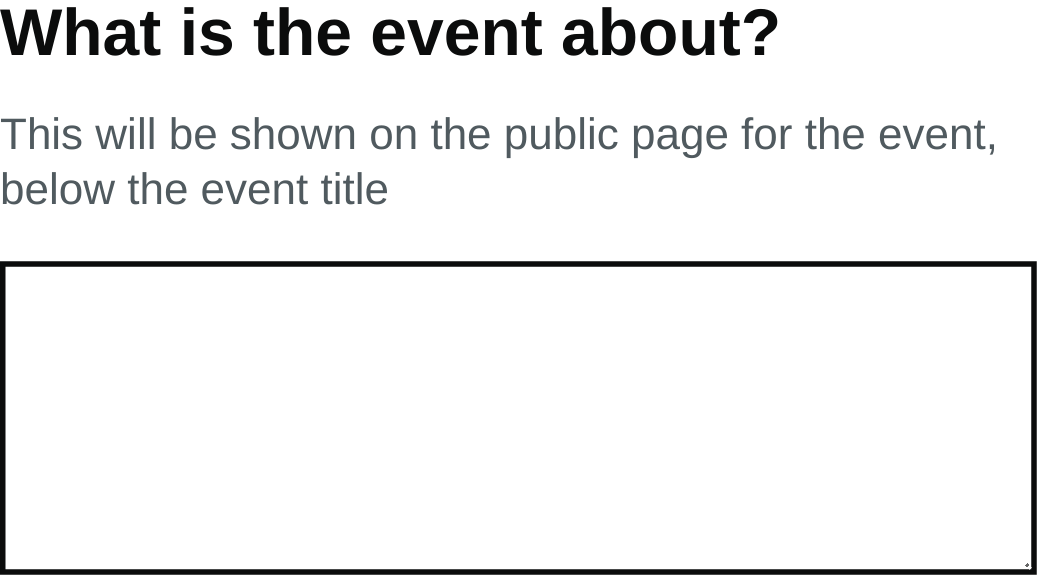 What is the event about?
This will be shown on the public page for the event,
below the event title